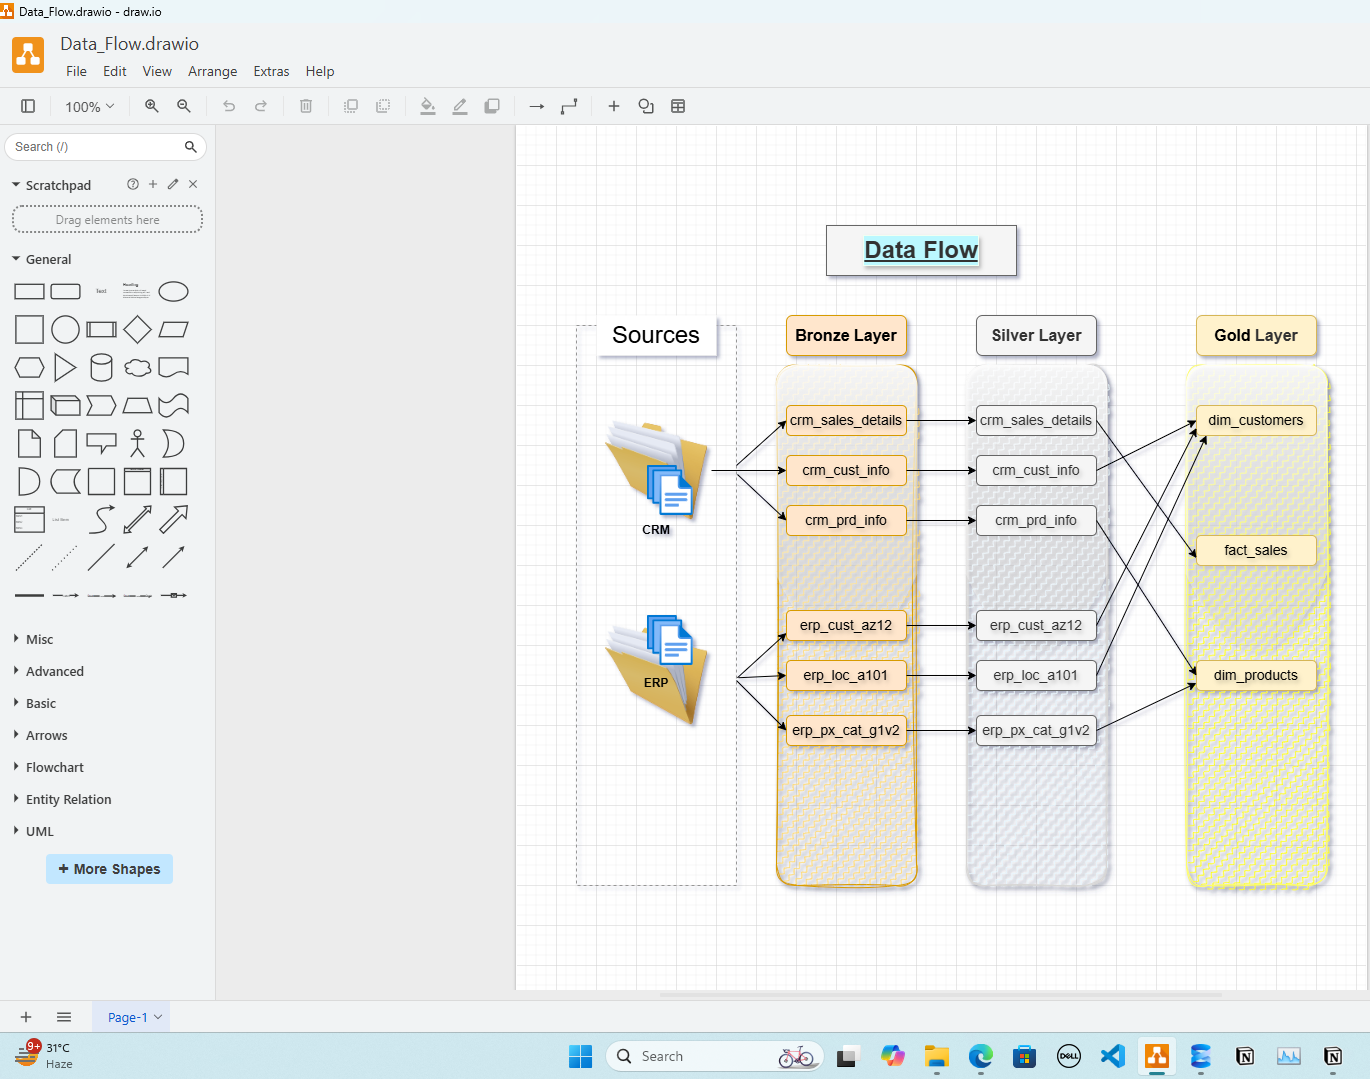 Data_Flow.drawio - draw.io
Data_Flow.drawio
File Edit View Arrange Extras Help
100%
Search (/)
Scratchpad
Drag elements here
General
Text
Heading
List Item
Misc
Advanced
Basic
Arrows
Flowchart
Entity Relation
UML
+ More Shapes
Data Flow
Sources
Bronze Layer
Silver Layer
Gold Layer
crm_sales_details
crm_sales_details
dim_customers
crm_cust_info
crm_cust_info
CRM
crm_prd_info
crm_prd_info
fact_sales
erp_cust_az12
erp_cust_az12
ERP
erp_loc_a101
erp_loc_a101
dim_products
erp_px_cat_g1v2
erp_px_cat_g1v2
Page-1
9+
31°C
Haze
Search
DELL